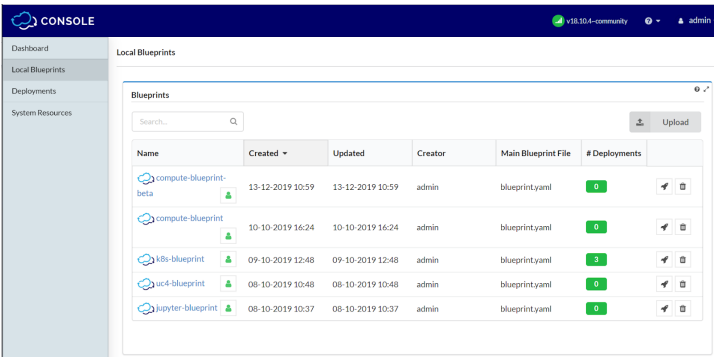 CONSOLE
v18.10.4-community
admin
Dashboard
Local Blueprints
Deployments
System Resources
Local Blueprints
Blueprints
Search...
Upload
Name Created Updated Creator Main Blueprint File # Deployments
compute-blueprint-
beta
13-12-2019 10:59 13-12-2019 10:59 admin blueprint.yaml 0
compute-blueprint
10-10-2019 16:24 10-10-2019 16:24 admin blueprint.yaml 0
k8s-blueprint 09-10-2019 12:48 09-10-2019 12:48 admin blueprint.yaml 3
uc4-blueprint 08-10-2019 10:48 08-10-2019 10:48 admin blueprint.yaml 0
jupyter-blueprint 08-10-2019 10:37 08-10-2019 10:37 admin blueprint.yaml 0